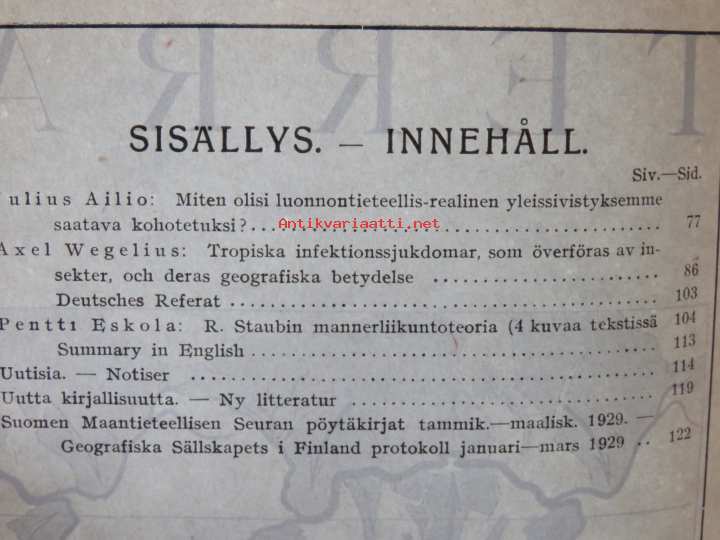 TERRA
SISÄLLYS. — INNEHÅLL.
Siv.—Sid.
Julius Ailio: Miten olisi luonnontieteellis-realinen yleissivistyksemme
saatava kohotetuksi? 77
Antikvariaatti.net
Axel Wegelius: Tropiska infektionssjukdomar, som överföras av in-
sekter, och deras geografiska betydelse 86
Deutsches Referat 103
Pentti Eskola: R. Staubin mannerliikuntoteoria (4 kuvaa tekstissä 104
Summary in English 113
Uutisia. — Notiser 114
Uutta kirjallisuutta. — Ny litteratur 119
Suomen Maantieteellisen Seuran pöytäkirjat tammik.—maalisk. 1929. —
Geografiska Sällskapets i Finland protokoll januari—mars 1929 .. 122